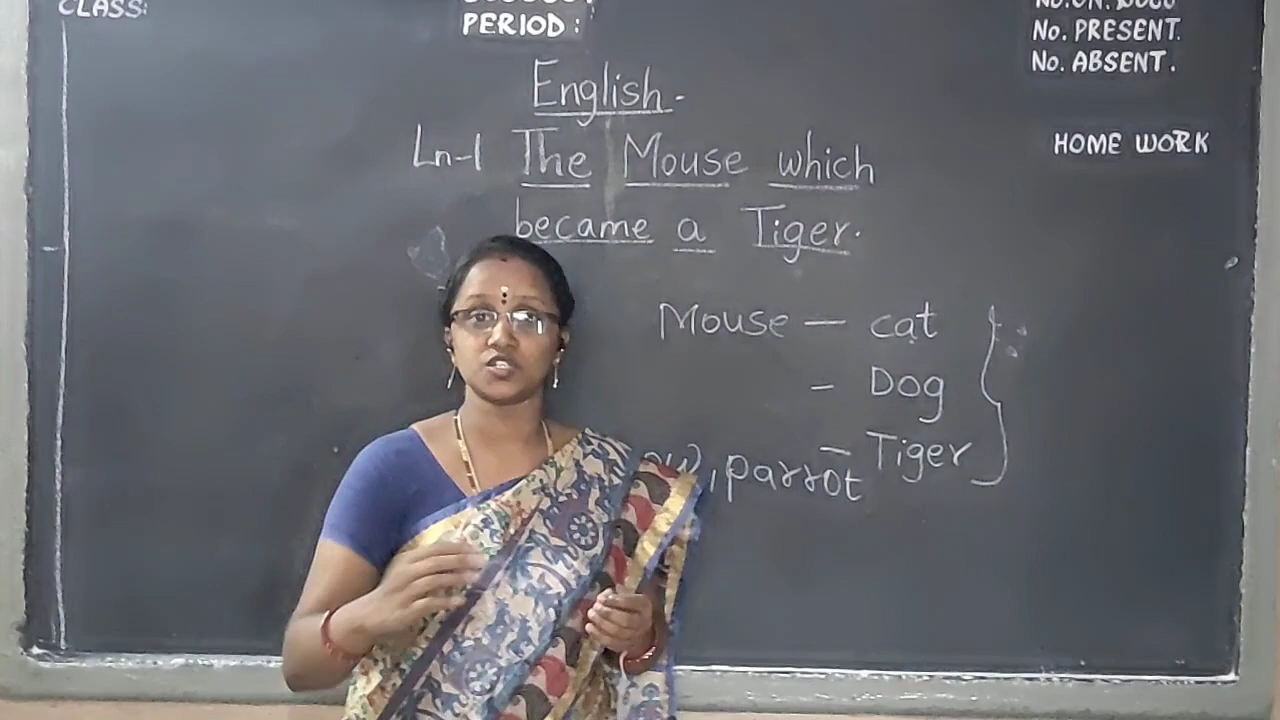 CLASS:
PERIOD:
No. PRESENT.
No. ABSENT.
HOME WORK
English.
Ln-1 The Mouse which
became a Tiger.
Mouse — cat
– Dog
– Tiger
, parrot